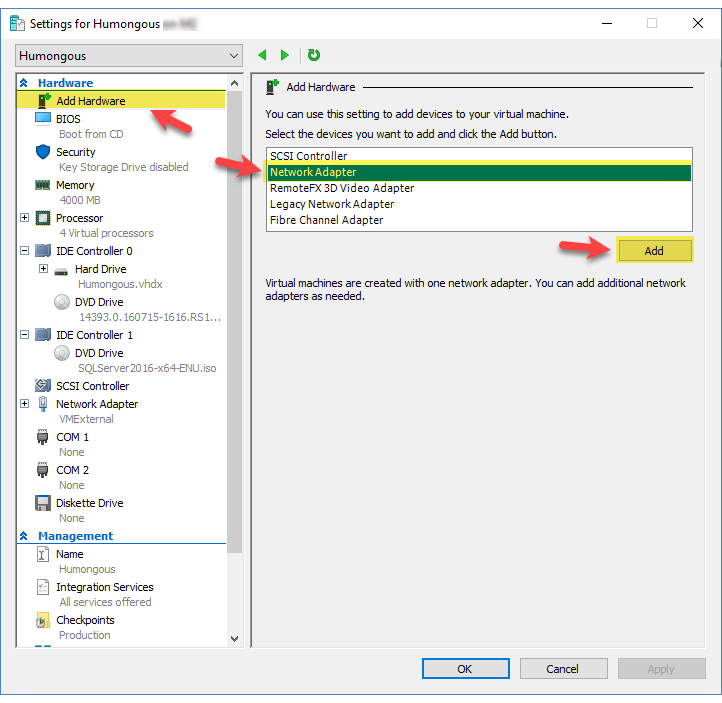 Settings for Humongous
Humongous
Hardware
Add Hardware
BIOS
Boot from CD
Security
Key Storage Drive disabled
Memory
4000 MB
Processor
4 Virtual processors
IDE Controller 0
Hard Drive
Humongous.vhdx
DVD Drive
14393.0.160715-1616.RS1...
IDE Controller 1
DVD Drive
SQLServer2016-x64-ENU.iso
SCSI Controller
Network Adapter
VMExternal
COM 1
None
COM 2
None
Diskette Drive
None
Management
Name
Humongous
Integration Services
All services offered
Checkpoints
Production
Add Hardware
You can use this setting to add devices to your virtual machine.
Select the devices you want to add and click the Add button.
SCSI Controller
Network Adapter
RemoteFX 3D Video Adapter
Legacy Network Adapter
Fibre Channel Adapter
Add
Virtual machines are created with one network adapter. You can add additional network
adapters as needed.
OK
Cancel
Apply